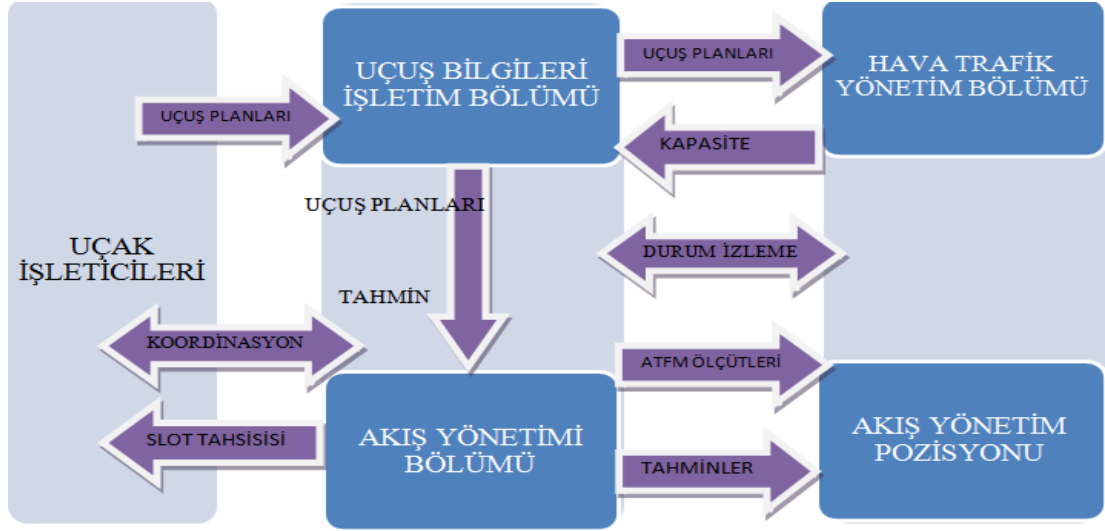 UÇUŞ BİLGİLERİ
İŞLETİM BÖLÜMÜ
UÇUŞ PLANLARI
HAVA TRAFİK
YÖNETİM BÖLÜMÜ
UÇUŞ PLANLARI
KAPASİTE
UÇUŞ PLANLARI
UÇAK
İŞLETİCİLERİ
DURUM İZLEME
TAHMİN
KOORDİNASYON
ATFM ÖLÇÜTLERİ
SLOT TAHSİSİSİ
AKIŞ YÖNETİMİ
BÖLÜMÜ
TAHMİNLER
AKIŞ YÖNETİM
POZİSYONU